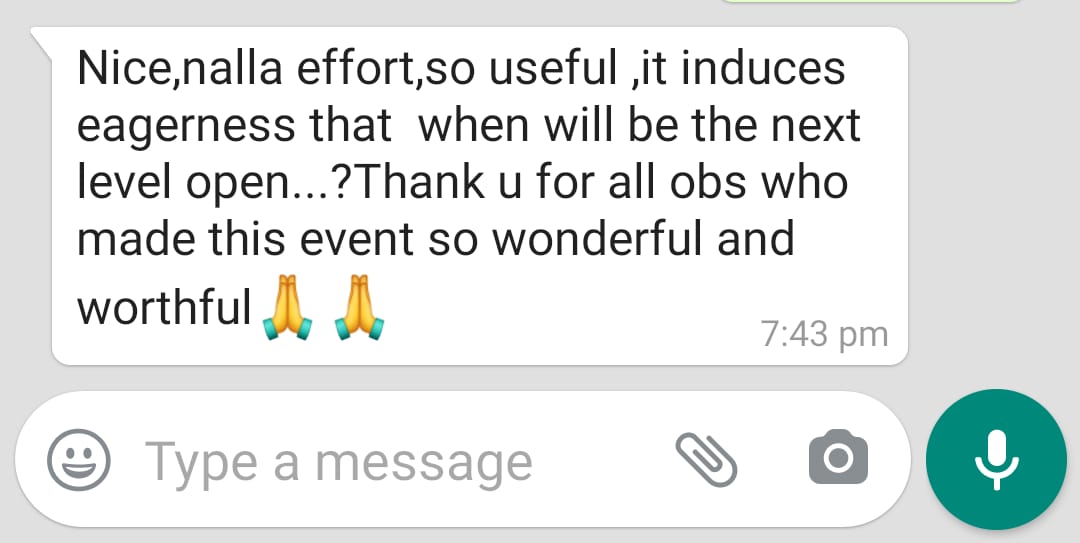 Nice,nalla effort,so useful ,it induces
eagerness that  when will be the next
level open...?Thank u for all obs who
made this event so wonderful and
worthful🙏 🙏
7:43 pm
Type a message